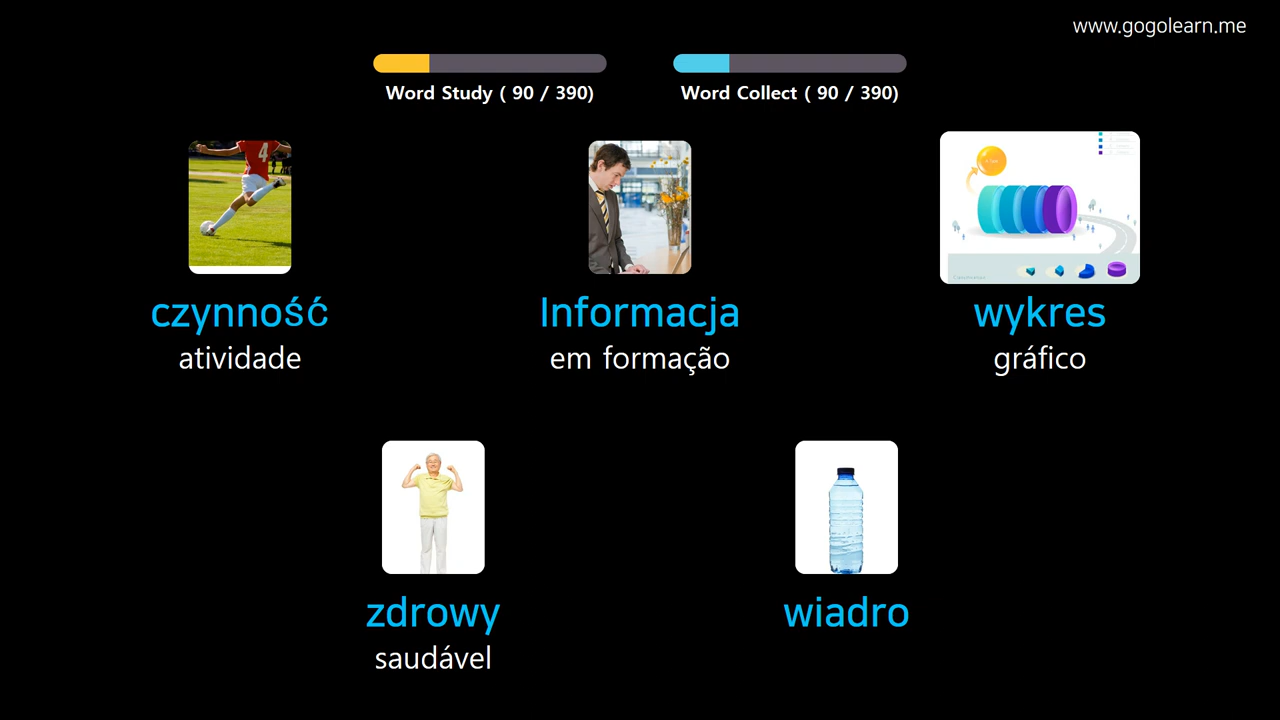 www.gogolearn.me
Word Study ( 90 / 390)
Word Collect ( 90 / 390)
czynność
Informacja
wykres
atividade
em formação
gráfico
zdrowy
wiadro
saudável